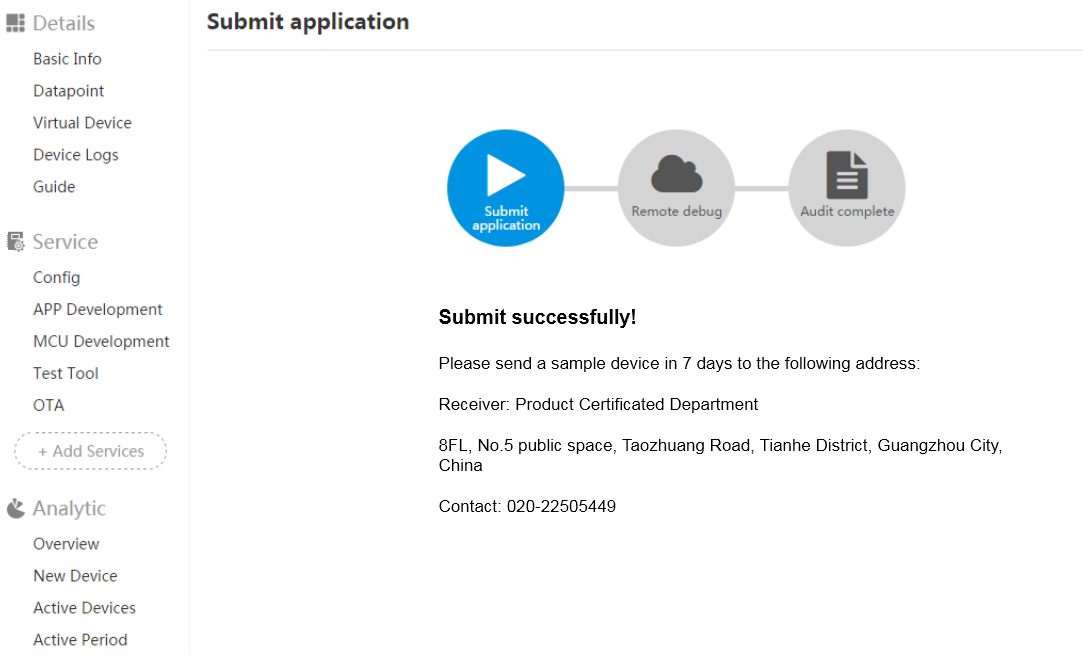 Details
Basic Info
Datapoint
Virtual Device
Device Logs
Guide
Service
Config
APP Development
MCU Development
Test Tool
OTA
+ Add Services
Analytic
Overview
New Device
Active Devices
Active Period
Submit application
Submit
application
Remote debug
Audit complete
Submit successfully!
Please send a sample device in 7 days to the following address:
Receiver: Product Certificated Department
8FL, No.5 public space, Taozhuang Road, Tianhe District, Guangzhou City,
China
Contact: 020-22505449